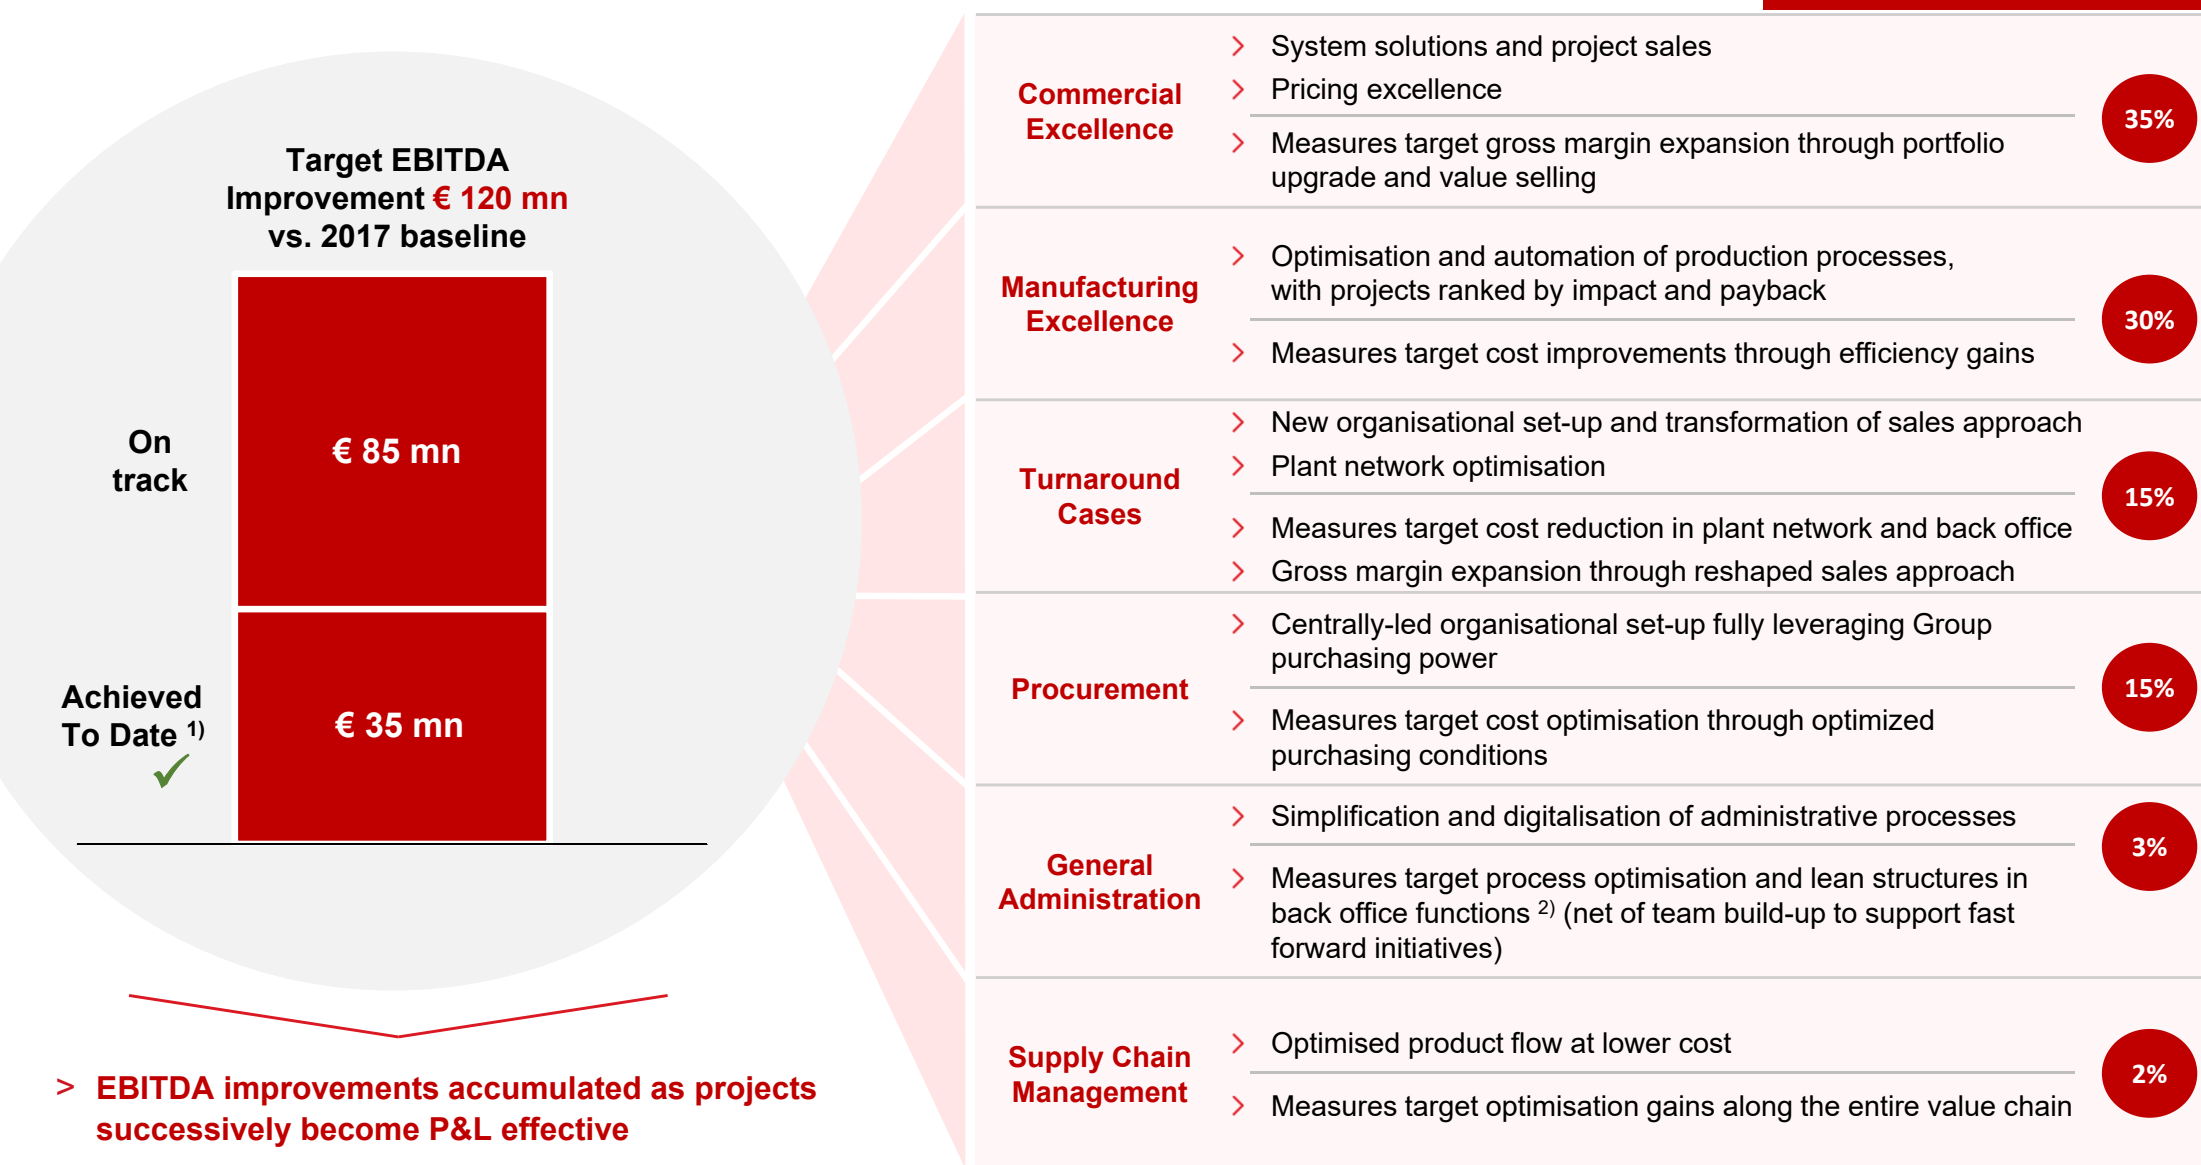 Target EBITDA
Improvement € 120 mn
vs. 2017 baseline
On
track
€ 85 mn
Achieved
To Date 1)
€ 35 mn
> EBITDA improvements accumulated as projects
successively become P&L effective
Commercial
Excellence
> System solutions and project sales
> Pricing excellence
> Measures target gross margin expansion through portfolio
upgrade and value selling
35%
Manufacturing
Excellence
> Optimisation and automation of production processes,
with projects ranked by impact and payback
> Measures target cost improvements through efficiency gains
30%
Turnaround
Cases
> New organisational set-up and transformation of sales approach
> Plant network optimisation
> Measures target cost reduction in plant network and back office
> Gross margin expansion through reshaped sales approach
15%
Procurement
> Centrally-led organisational set-up fully leveraging Group
purchasing power
> Measures target cost optimisation through optimized
purchasing conditions
15%
General
Administration
> Simplification and digitalisation of administrative processes
> Measures target process optimisation and lean structures in
back office functions 2) (net of team build-up to support fast
forward initiatives)
3%
Supply Chain
Management
> Optimised product flow at lower cost
> Measures target optimisation gains along the entire value chain
2%